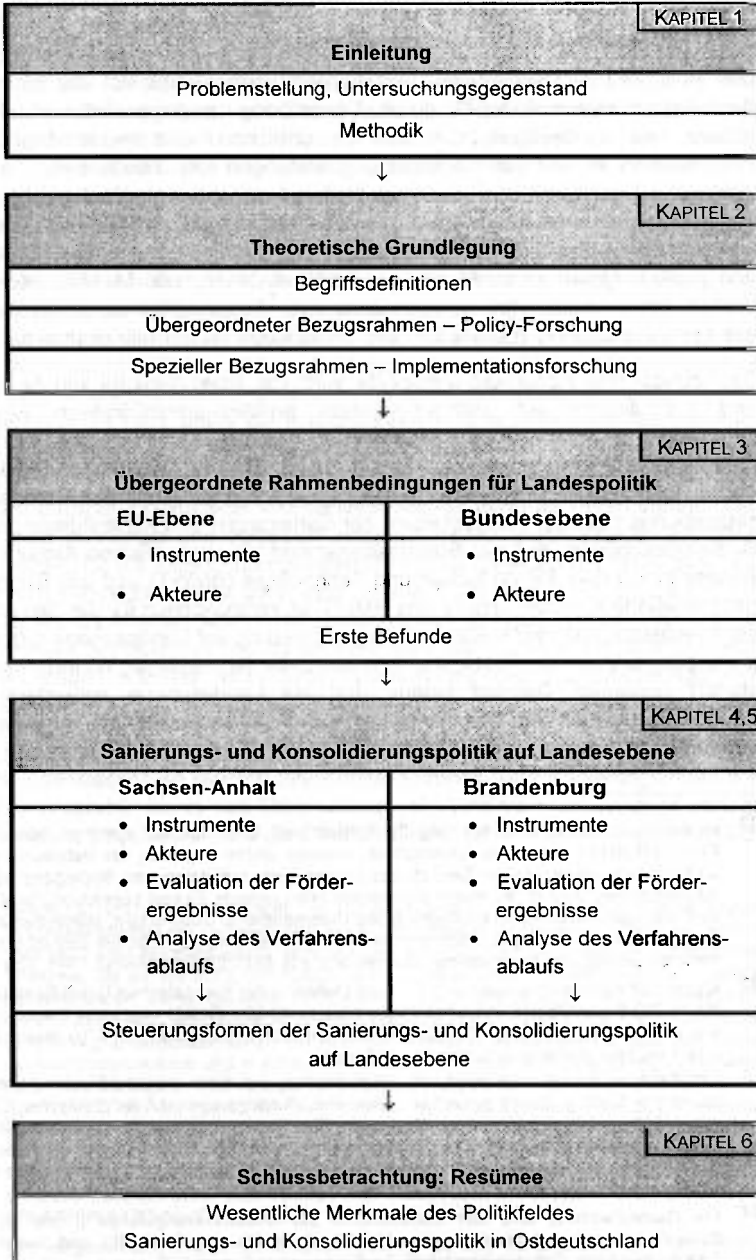 KAPITEL 1
Einleitung
Problemstellung, Untersuchungsgegenstand
Methodik
↓
KAPITEL 2
Theoretische Grundlegung
Begriffsdefinitionen
Übergeordneter Bezugsrahmen – Policy-Forschung
Spezieller Bezugsrahmen – Implementationsforschung
↓
KAPITEL 3
Übergeordnete Rahmenbedingungen für Landespolitik
EU-Ebene
• Instrumente
• Akteure
Bundesebene
• Instrumente
• Akteure
Erste Befunde
↓
KAPITEL 4,5
Sanierungs- und Konsolidierungspolitik auf Landesebene
Sachsen-Anhalt
• Instrumente
• Akteure
• Evaluation der Förder-
ergebnisse
• Analyse des Verfahrens-
ablaufs
↓
Brandenburg
• Instrumente
• Akteure
• Evaluation der Förder-
ergebnisse
• Analyse des Verfahrens-
ablaufs
↓
Steuerungsformen der Sanierungs- und Konsolidierungspolitik
auf Landesebene
↓
KAPITEL 6
Schlussbetrachtung: Resümee
Wesentliche Merkmale des Politikfeldes
Sanierungs- und Konsolidierungspolitik in Ostdeutschland